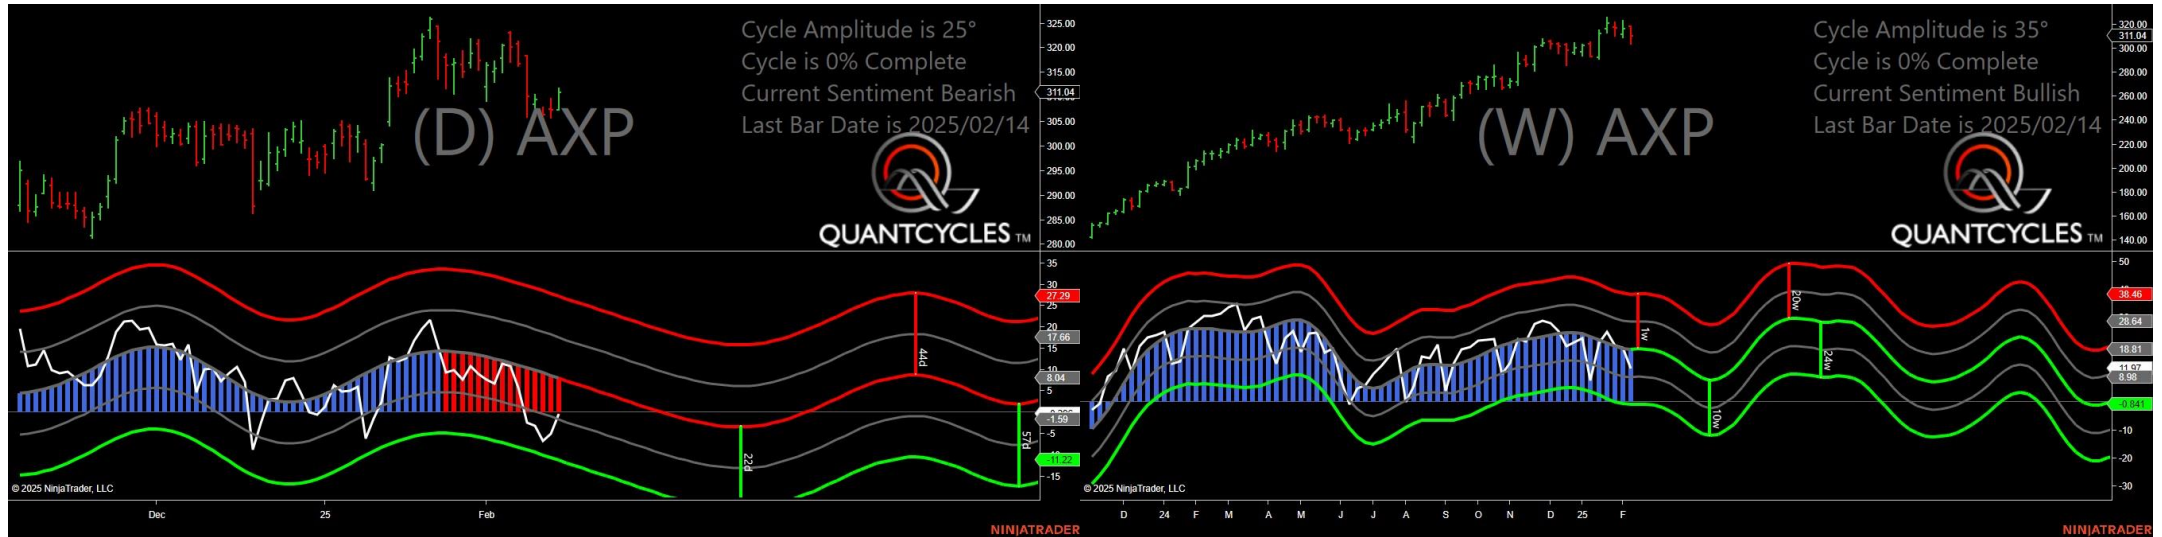 Cycle Amplitude is 25°
Cycle is 0% Complete
Current Sentiment Bearish
Last Bar Date is 2025/02/14
(D) AXP
QUANTCYCLES TM
325.00
320.00
315.00
311.04
305.00
300.00
295.00
290.00
285.00
280.00
35
30
27.29
25
20
17.66
15
10
8.04
5
-1.59
-5
-11.22
-15
44d
22d
57d
© 2025 NinjaTrader, LLC
Dec
25
Feb
NINJATRADER
Cycle Amplitude is 35°
Cycle is 0% Complete
Current Sentiment Bullish
Last Bar Date is 2025/02/14
(W) AXP
QUANTCYCLES TM
320.00
311.04
300.00
280.00
260.00
240.00
220.00
200.00
180.00
160.00
140.00
50
38.46
28.64
18.81
11.97
8.98
-0.841
-10
-20
-30
1w
10w
20w
24w
© 2025 NinjaTrader, LLC
D
24
F
M
A
M
J
J
A
S
O
N
D
25
F
NINJATRADER